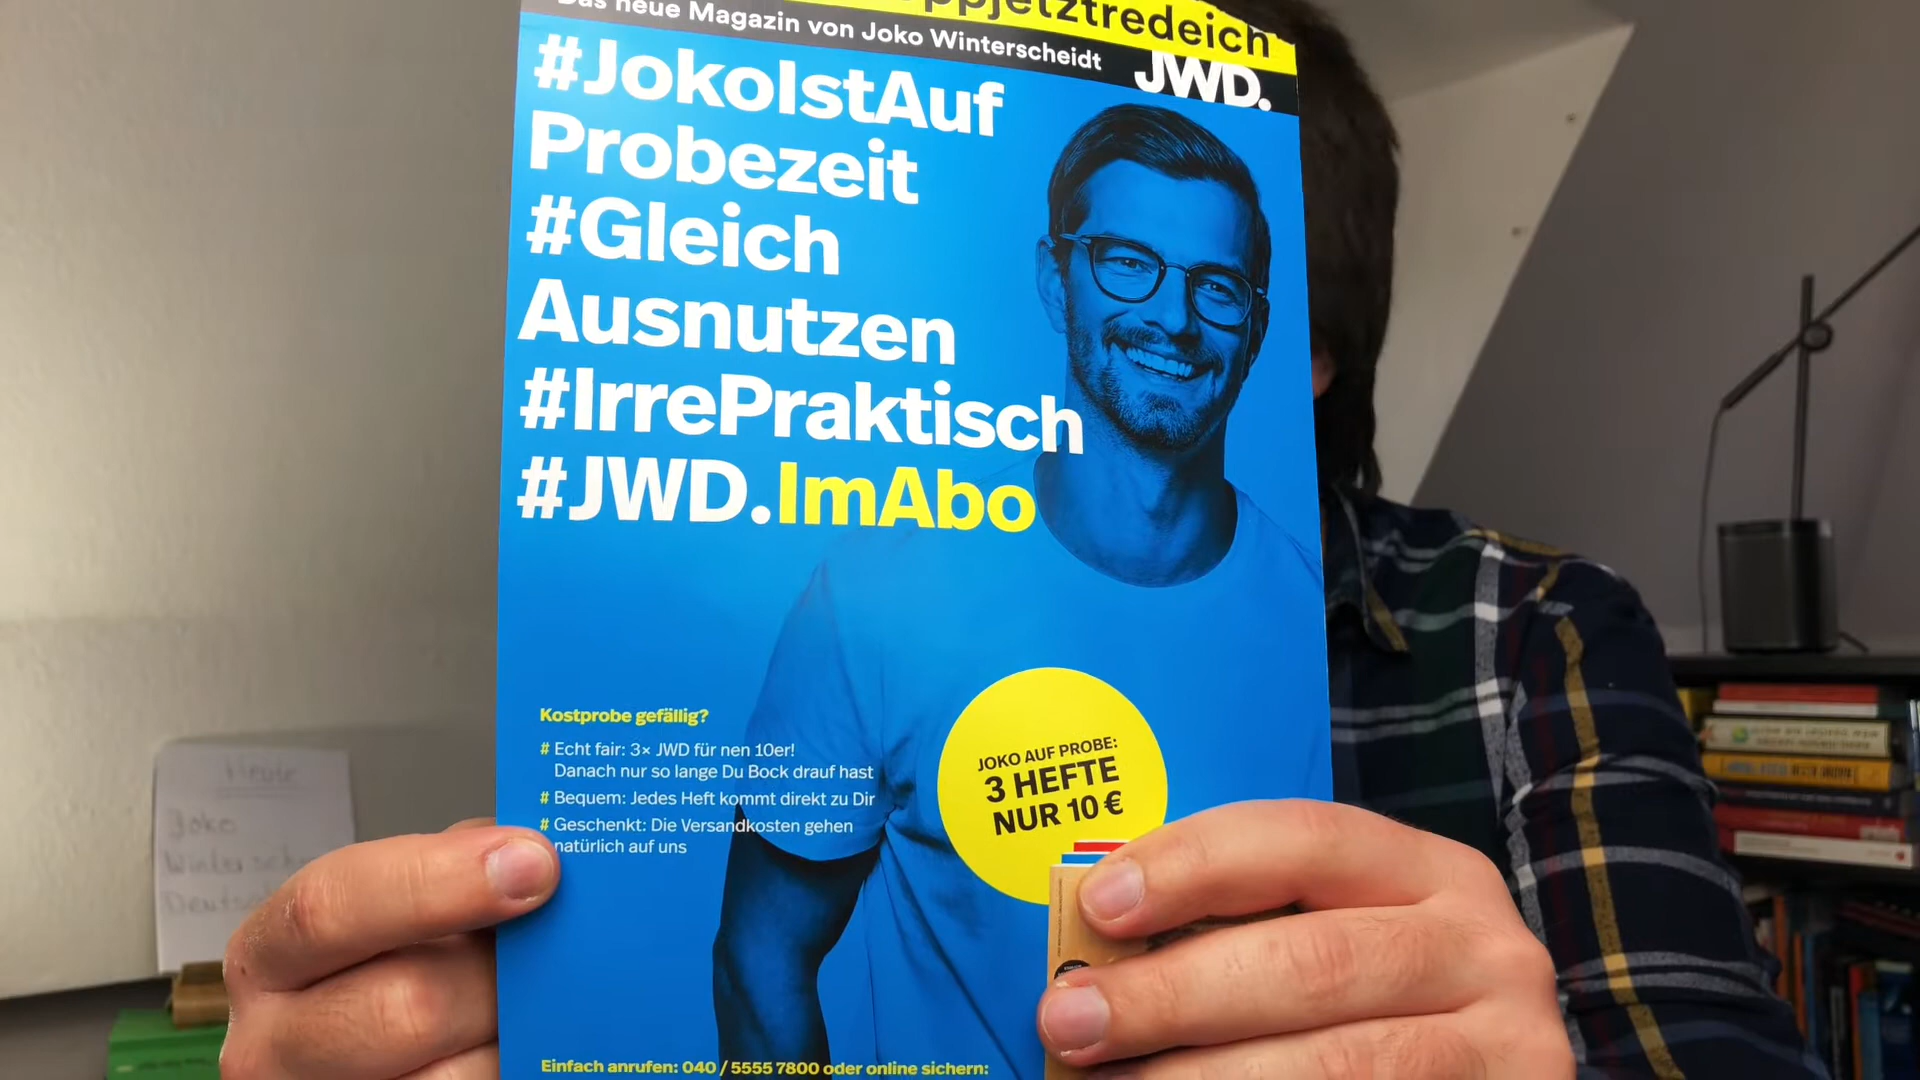 ppjetztredeich
Das neue Magazin von Joko Winterscheidt
JWD.
#JokoIstAuf
Probezeit
#Gleich
Ausnutzen
#IrrePraktisch
#JWD.ImAbo
Kostprobe gefällig?
# Echt fair: 3× JWD für nen 10er!
Danach nur so lange Du Bock drauf hast
# Bequem: Jedes Heft kommt direkt zu Dir
# Geschenkt: Die Versandkosten gehen
natürlich auf uns
JOKO AUF PROBE:
3 HEFTE
NUR 10 €
Einfach anrufen: 040 / 5555 7800 oder online sichern:
Heute
Joko